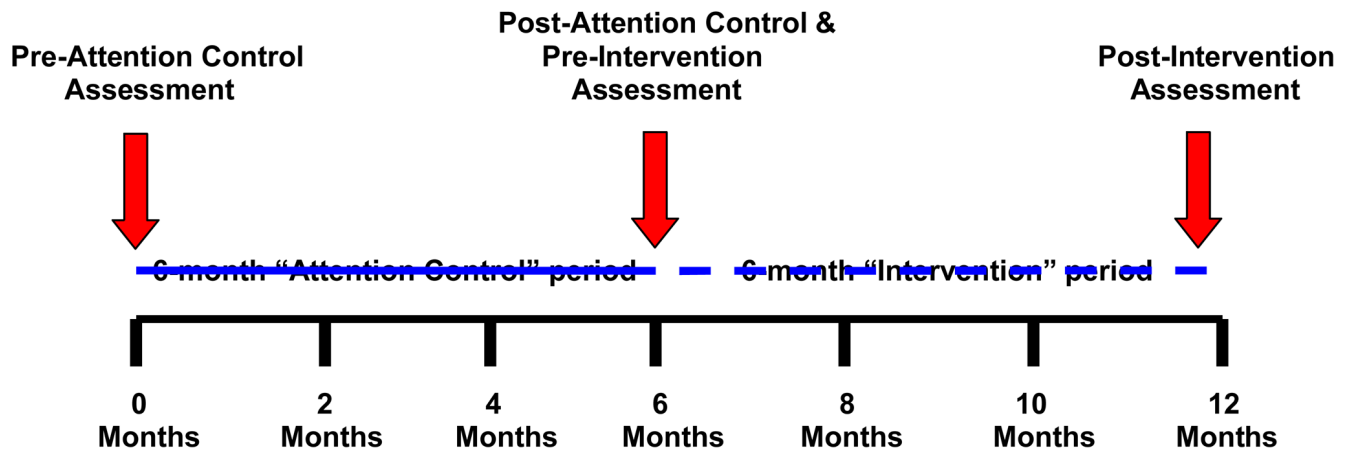 Pre-Attention Control
Assessment
Post-Attention Control &
Pre-Intervention
Assessment
Post-Intervention
Assessment
6-month “Attention Control” period
6-month “Intervention” period
0
Months
2
Months
4
Months
6
Months
8
Months
10
Months
12
Months